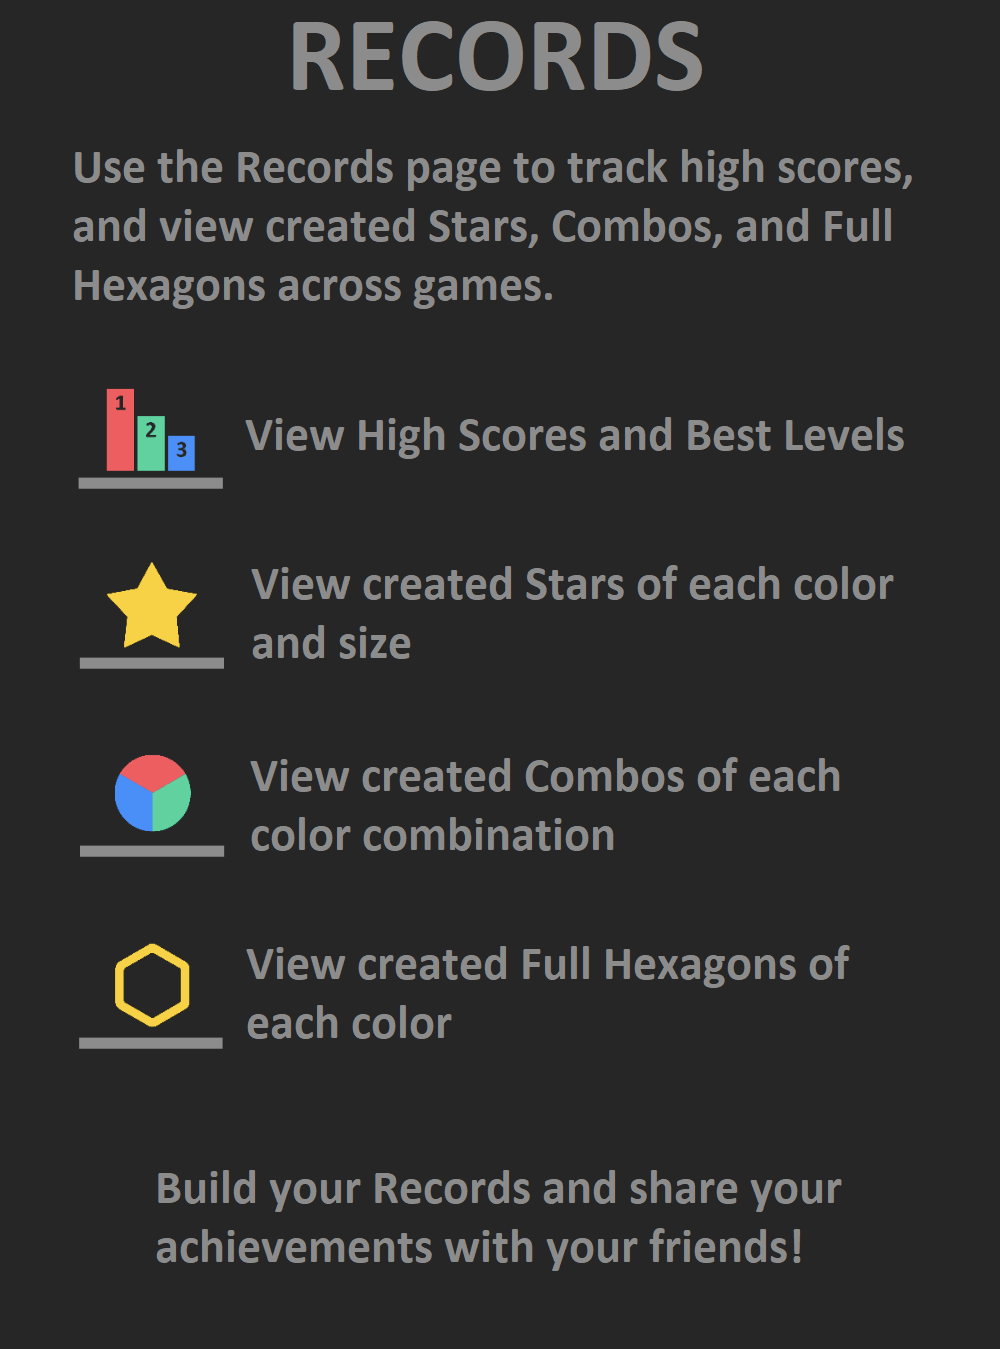 RECORDS
Use the Records page to track high scores,
and view created Stars, Combos, and Full
Hexagons across games.
1
2
3
View High Scores and Best Levels
View created Stars of each color
and size
View created Combos of each
color combination
View created Full Hexagons of
each color
Build your Records and share your
achievements with your friends!